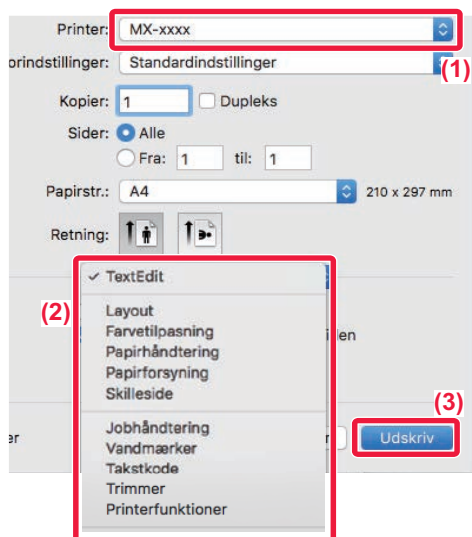 Printer: MX-xxxx
orindstillinger: Standardindstillinger
(1)
Kopier: 1 Dupleks
Sider: Alle
Fra: 1 til: 1
Papirstr.: A4 210 x 297 mm
Retning:
✓ TextEdit
(2)
Layout
Farvetilpasning iden
Papirhåndtering
Papirforsyning
Skilleside
(3)
Jobhåndtering
er Udskriv
Vandmærker
Takstkode
Trimmer
Printerfunktioner